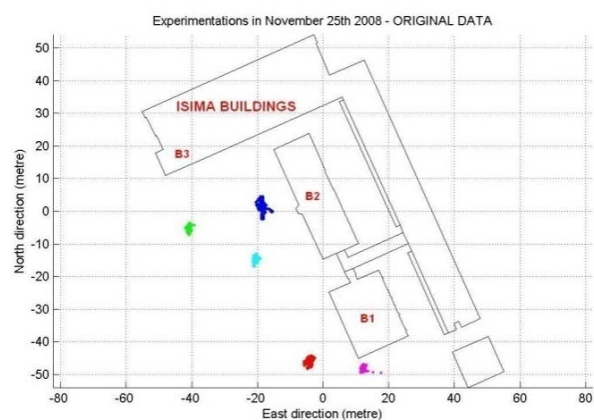 Experimentations in November 25th 2008 - ORIGINAL DATA
North direction (metre)
50
40
30
20
10
0
-10
-20
-30
-40
-50
ISIMA BUILDINGS
B3
B2
B1
-80 -60 -40 -20 0 20 40 60 80
East direction (metre)